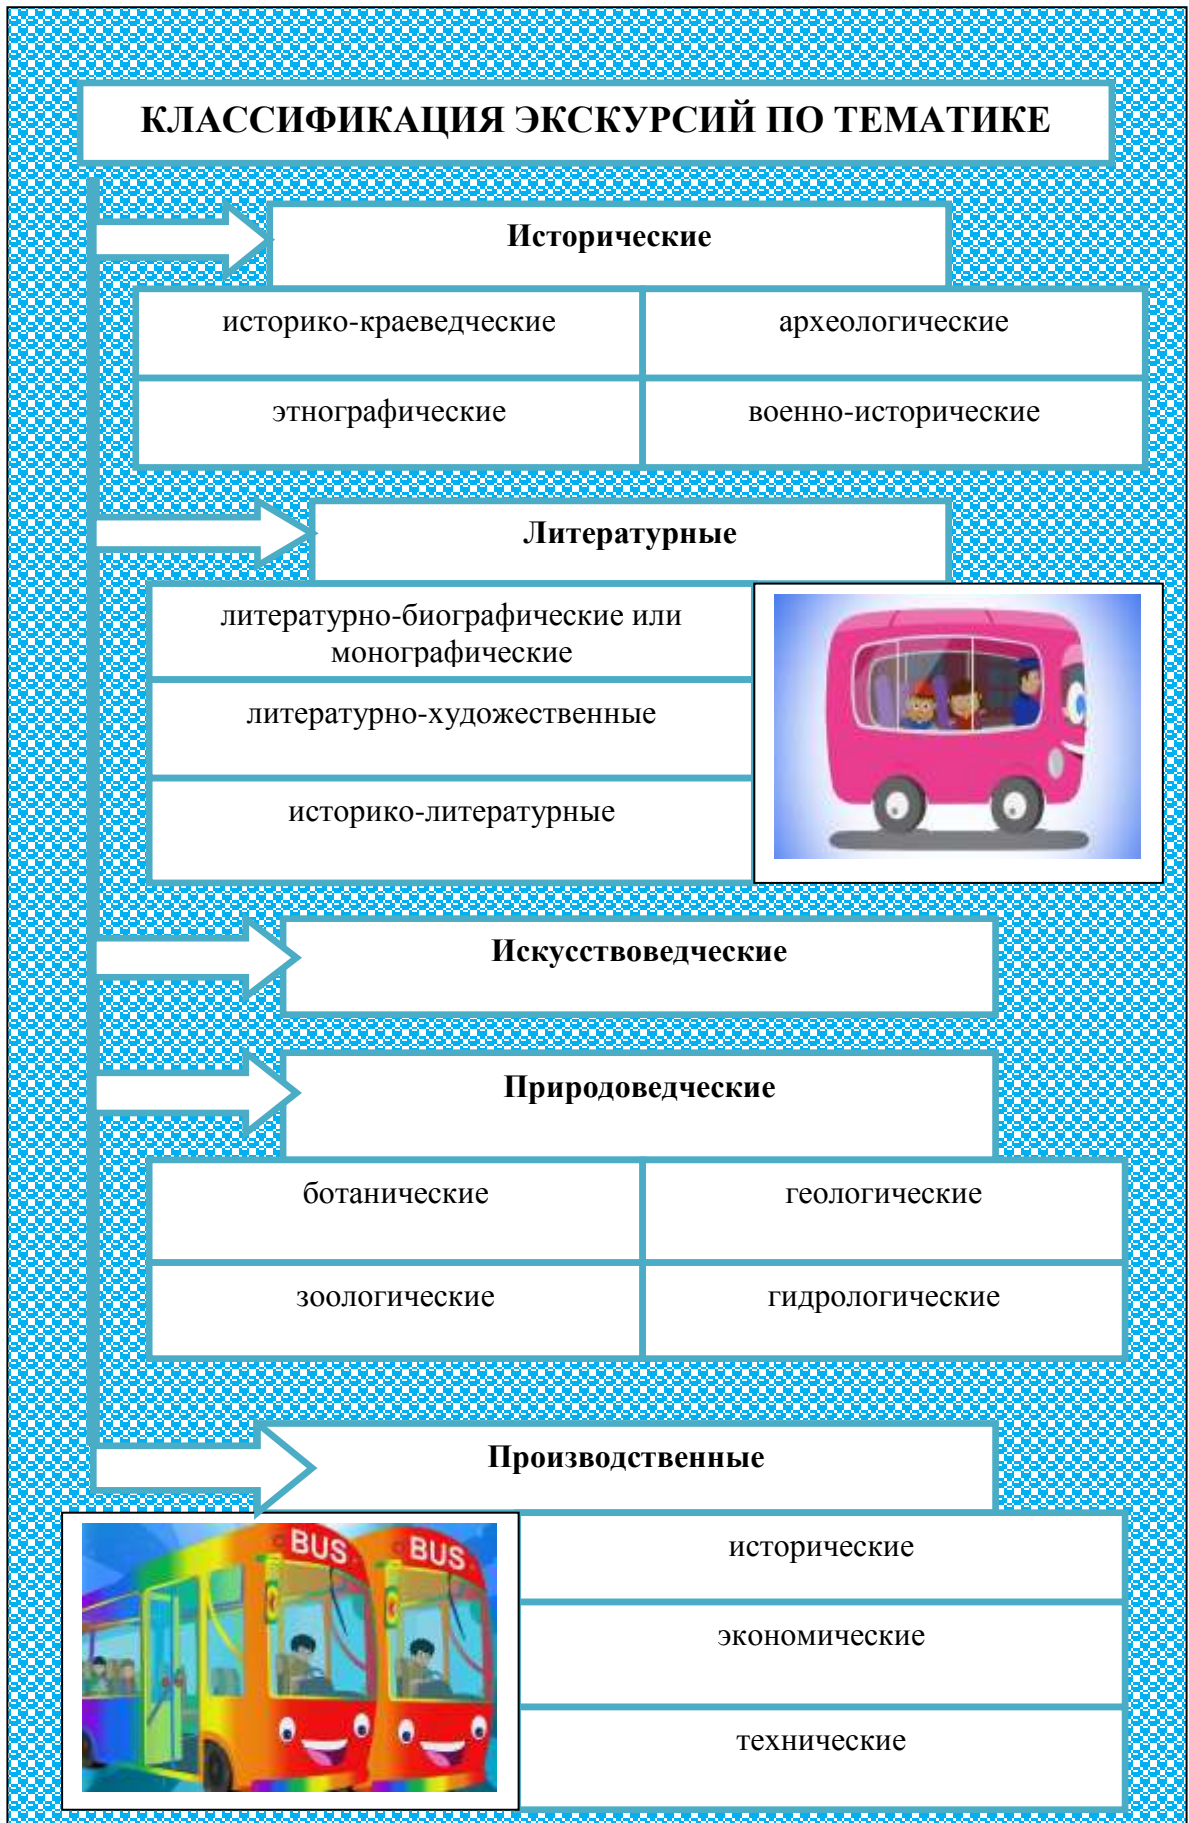 КЛАССИФИКАЦИЯ ЭКСКУРСИЙ ПО ТЕМАТИКЕ
Исторические
историко-краеведческие
археологические
этнографические
военно-исторические
Литературные
литературно-биографические или
монографические
литературно-художественные
историко-литературные
Искусствоведческие
Природоведческие
ботанические
геологические
зоологические
гидрологические
Производственные
BUS
BUS
исторические
экономические
технические